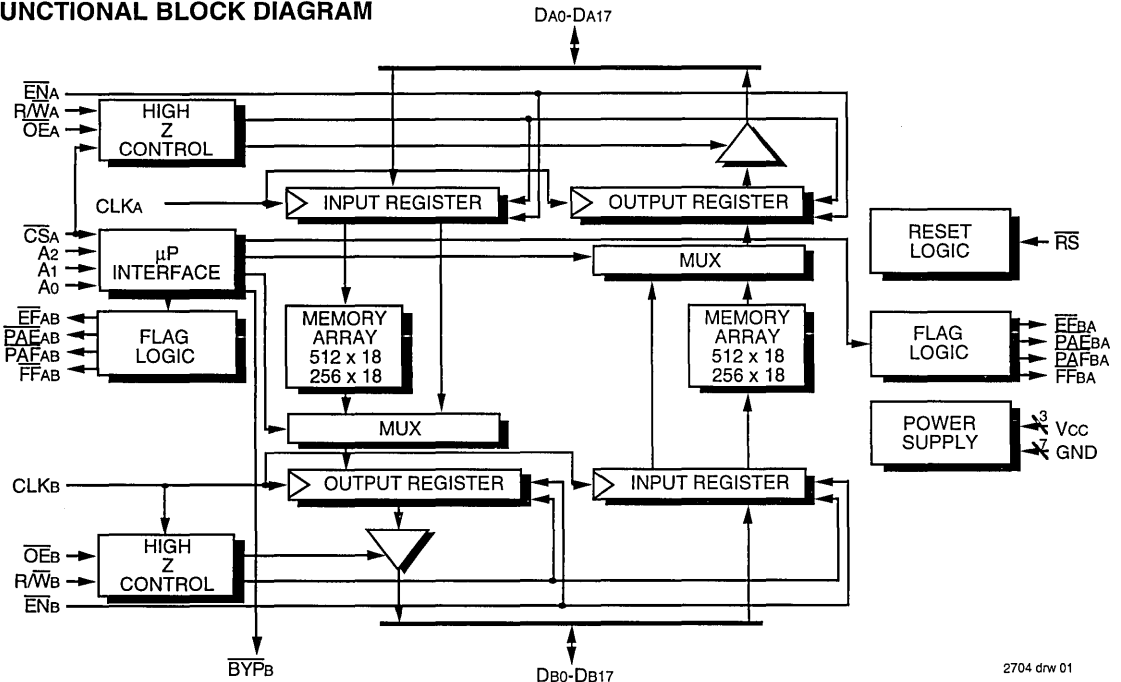 UNCTIONAL BLOCK DIAGRAM
DA0-DA17
ENA
R/WA
OEA
HIGH
Z
CONTROL
CLKA
INPUT REGISTER
OUTPUT REGISTER
CSA
A2
A1
A0
µP
INTERFACE
MUX
RESET
LOGIC
RS
EFAB
PAEAB
PAFAB
FFAB
FLAG
LOGIC
MEMORY
ARRAY
512 x 18
256 x 18
MEMORY
ARRAY
512 x 18
256 x 18
FLAG
LOGIC
EFBA
PAEBA
PAFBA
FFBA
MUX
POWER
SUPPLY
3
VCC
7
GND
CLKB
OUTPUT REGISTER
INPUT REGISTER
OEB
R/WB
ENB
HIGH
Z
CONTROL
BYPB
DB0-DB17
2704 drw 01